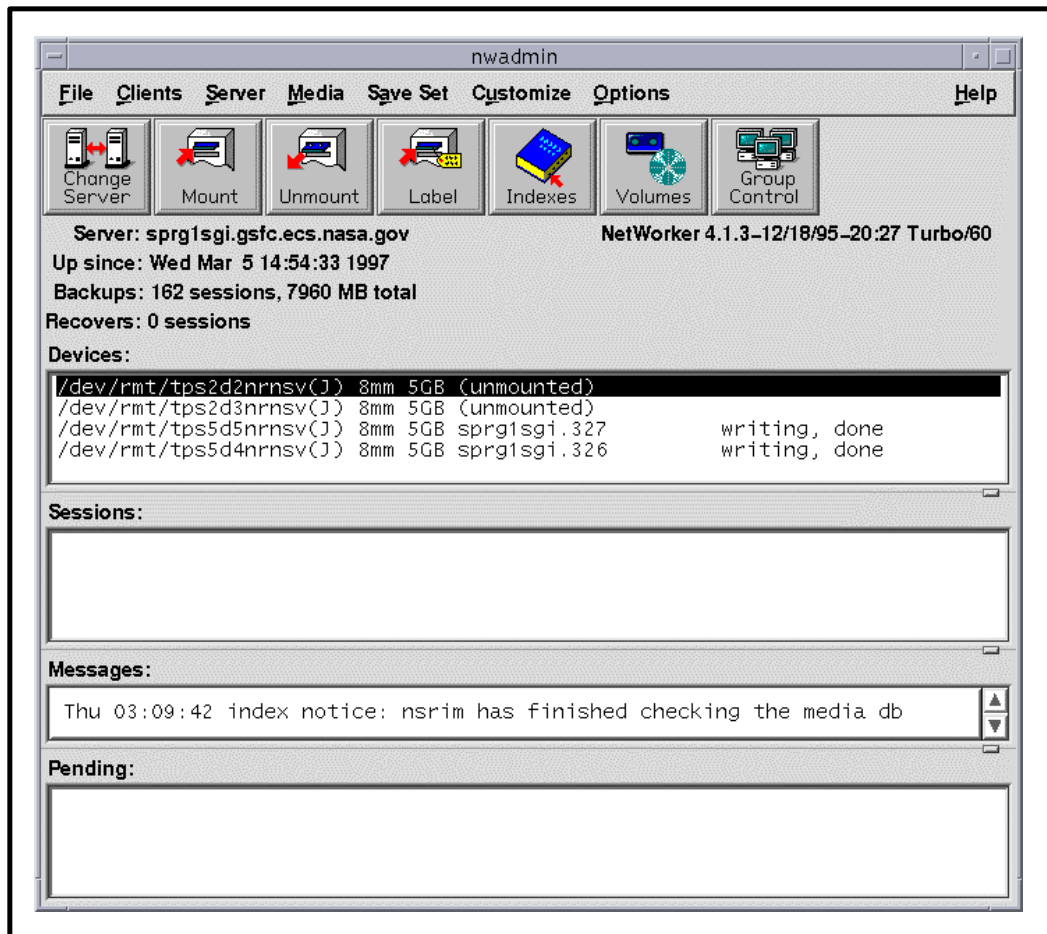 nwadmin
File Clients Server Media Save Set Customize Options Help
Change Server
Mount
Unmount
Label
Indexes
Volumes
Group Control
Server: sprg1sgi.gsfc.ecs.nasa.gov NetWorker 4.1.3-12/18/95-20:27 Turbo/60
Up since: Wed Mar 5 14:54:33 1997
Backups: 162 sessions, 7960 MB total
Recovers: 0 sessions
Devices:
/dev/rmt/tps2d2nrnsv(J) 8mm 5GB (unmounted)
/dev/rmt/tps2d3nrnsv(J) 8mm 5GB (unmounted)
/dev/rmt/tps5d5nrnsv(J) 8mm 5GB sprg1sgi.327 writing, done
/dev/rmt/tps5d4nrnsv(J) 8mm 5GB sprg1sgi.326 writing, done
Sessions:
Messages:
Thu 03:09:42 index notice: nsrim has finished checking the media db
Pending: